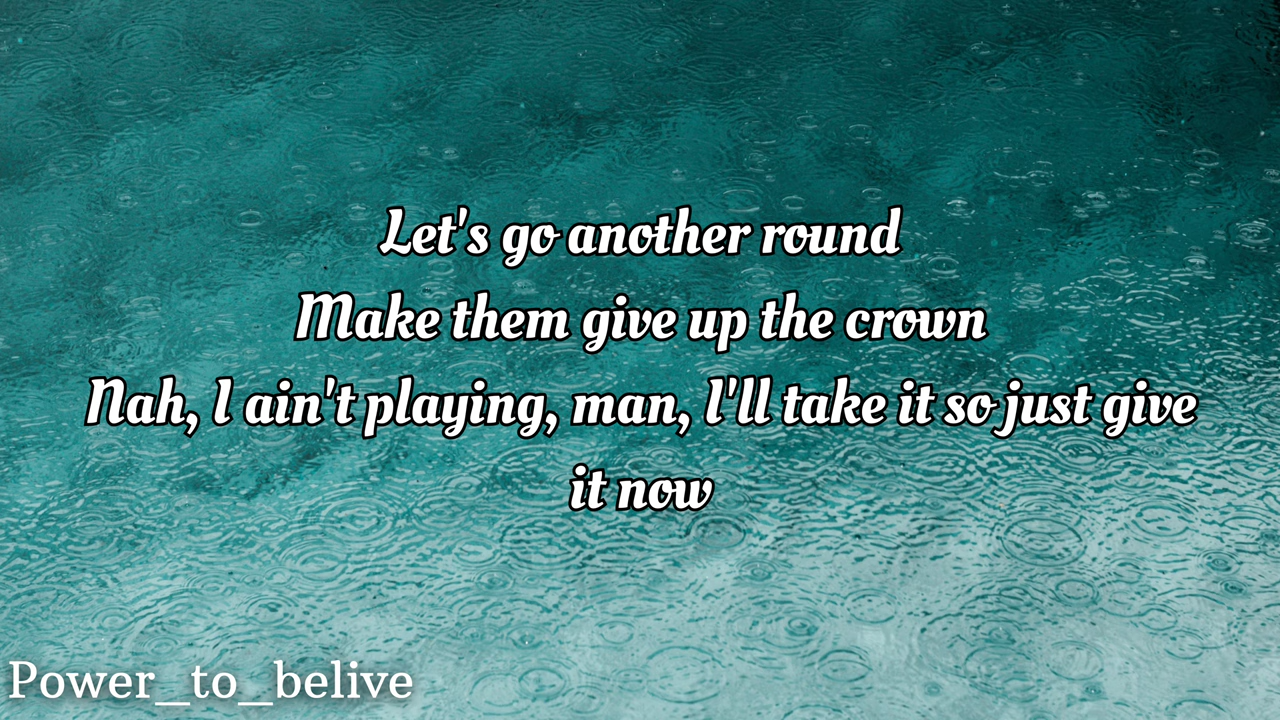 Let's go another round
Make them give up the crown
Nah, I ain't playing, man, I'll take it so just give
it now
Power_to_belive